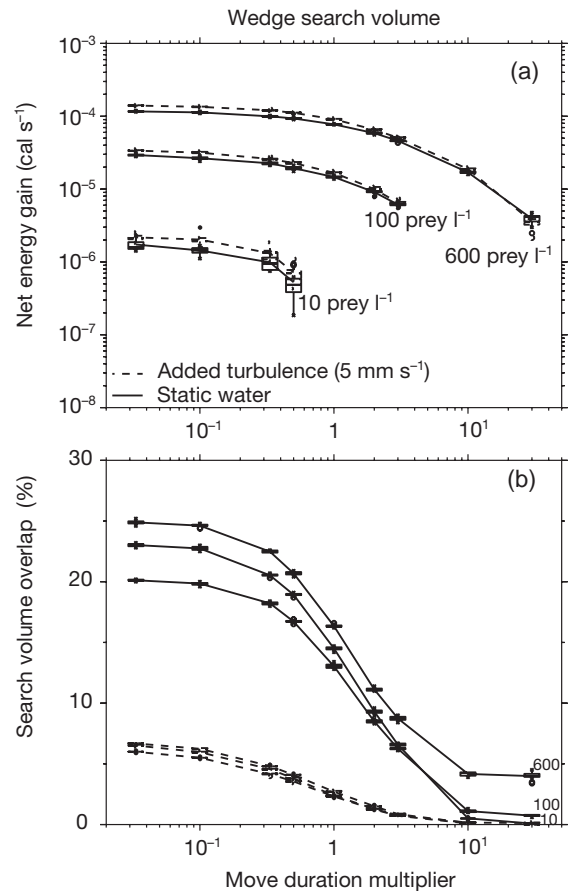 Wedge search volume
(a)
Net energy gain (cal s⁻¹)
10⁻³
10⁻⁴
10⁻⁵
10⁻⁶
10⁻⁷
10⁻⁸
100 prey l⁻¹
600 prey l⁻¹
10 prey l⁻¹
Added turbulence (5 mm s⁻¹)
Static water
10⁻¹
1
10¹
(b)
Search volume overlap (%)
30
20
10
0
600
100
10
10⁻¹
1
10¹
Move duration multiplier